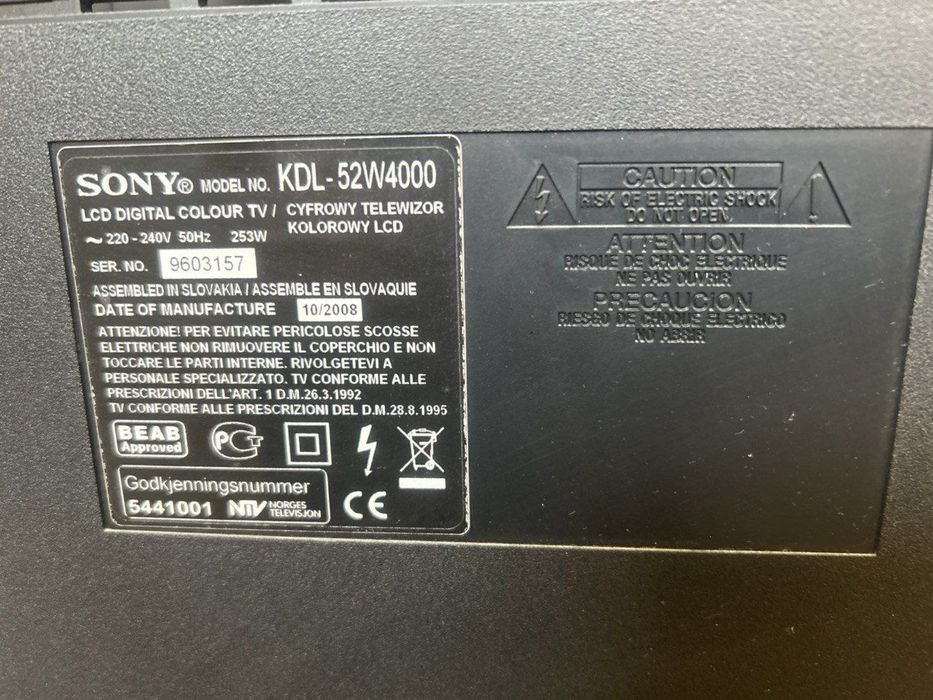 SONY® MODEL NO. KDL-52W4000
LCD DIGITAL COLOUR TV / CYFROWY TELEWIZOR
KOLOROWY LCD
~ 220 - 240V 50Hz 253W
SER. NO. 9603157
ASSEMBLED IN SLOVAKIA / ASSEMBLE EN SLOVAQUIE
DATE OF MANUFACTURE 10/2008
ATTENZIONE! PER EVITARE PERICOLOSE SCOSSE
ELETTRICHE NON RIMUOVERE IL COPERCHIO E NON
TOCCARE LE PARTI INTERNE. RIVOLGETEVI A
PERSONALE SPECIALIZZATO. TV CONFORME ALLE
PRESCRIZIONI DELL'ART. 1 D.M.26.3.1992
TV CONFORME ALLE PRESCRIZIONI DEL D.M.28.8.1995
BEAB
Approved
PCT
Godkjenningsnummer
5441001 NTV NORGES
TELEVISJON
CE
CAUTION
RISK OF ELECTRIC SHOCK
DO NOT OPEN.
ATTENTION
RISQUE DE CHOC ELECTRIQUE
NE PAS OUVRIR
PRECAUCION
RIESGO DE CHOQUE ELECTRICO
NO ABRIR